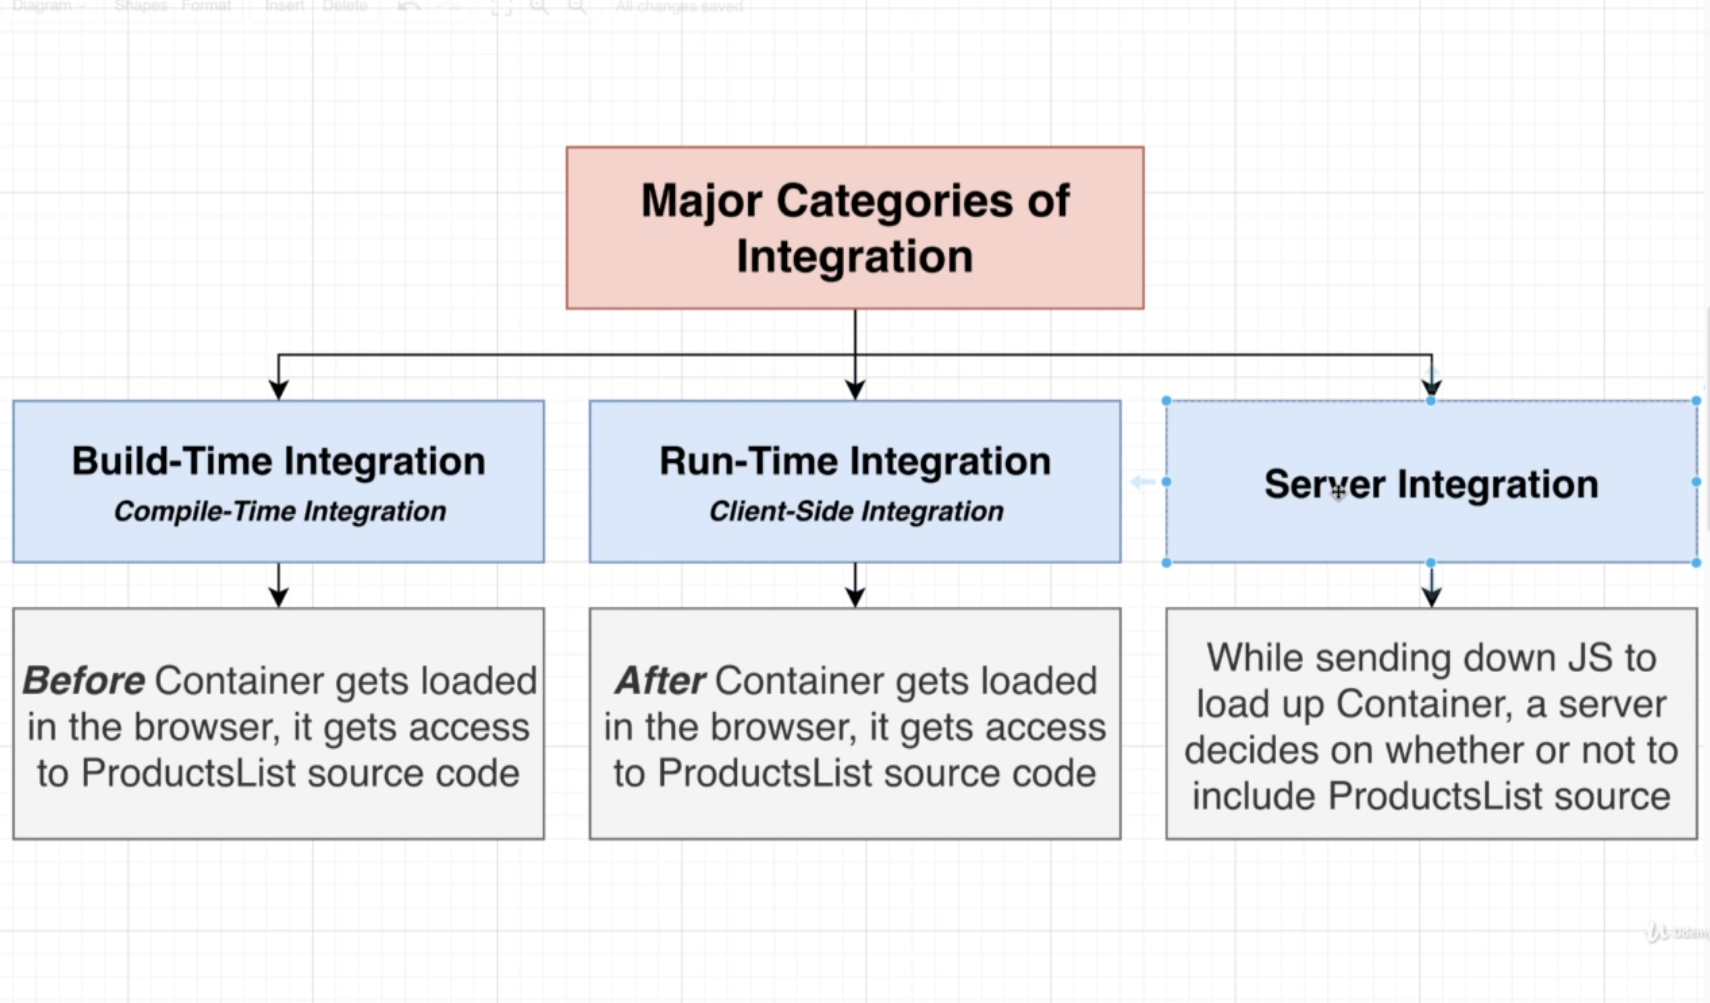 Diagram
Shapes
Format
Insert
Delete
All changes saved
Major Categories of
Integration
Build-Time Integration
Compile-Time Integration
Run-Time Integration
Client-Side Integration
Server Integration
Before Container gets loaded
in the browser, it gets access
to ProductsList source code
After Container gets loaded
in the browser, it gets access
to ProductsList source code
While sending down JS to
load up Container, a server
decides on whether or not to
include ProductsList source